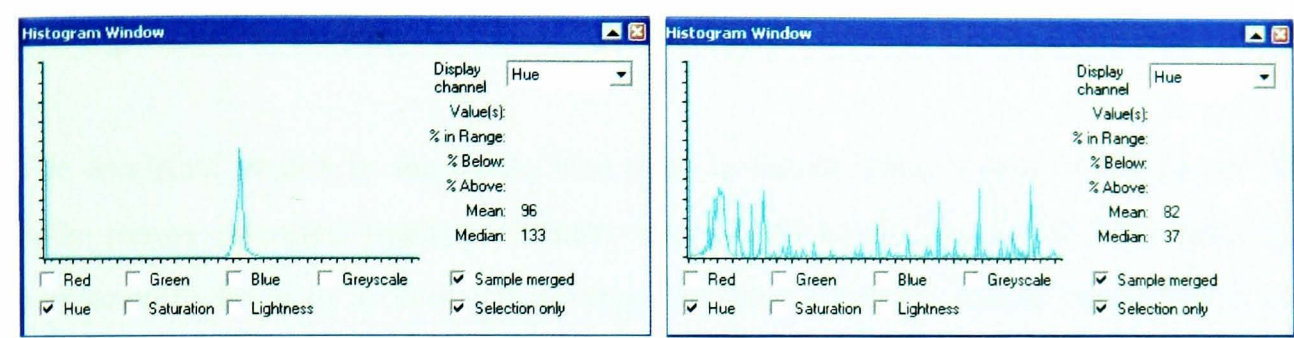 Histogram Window
Display channel Hue
Value(s):
% in Range:
% Below:
% Above:
Mean: 96
Median: 133
Red Green Blue Greyscale Sample merged
Hue Saturation Lightness Selection only
Histogram Window
Display channel Hue
Value(s):
% in Range:
% Below:
% Above:
Mean: 82
Median: 37
Red Green Blue Greyscale Sample merged
Hue Saturation Lightness Selection only